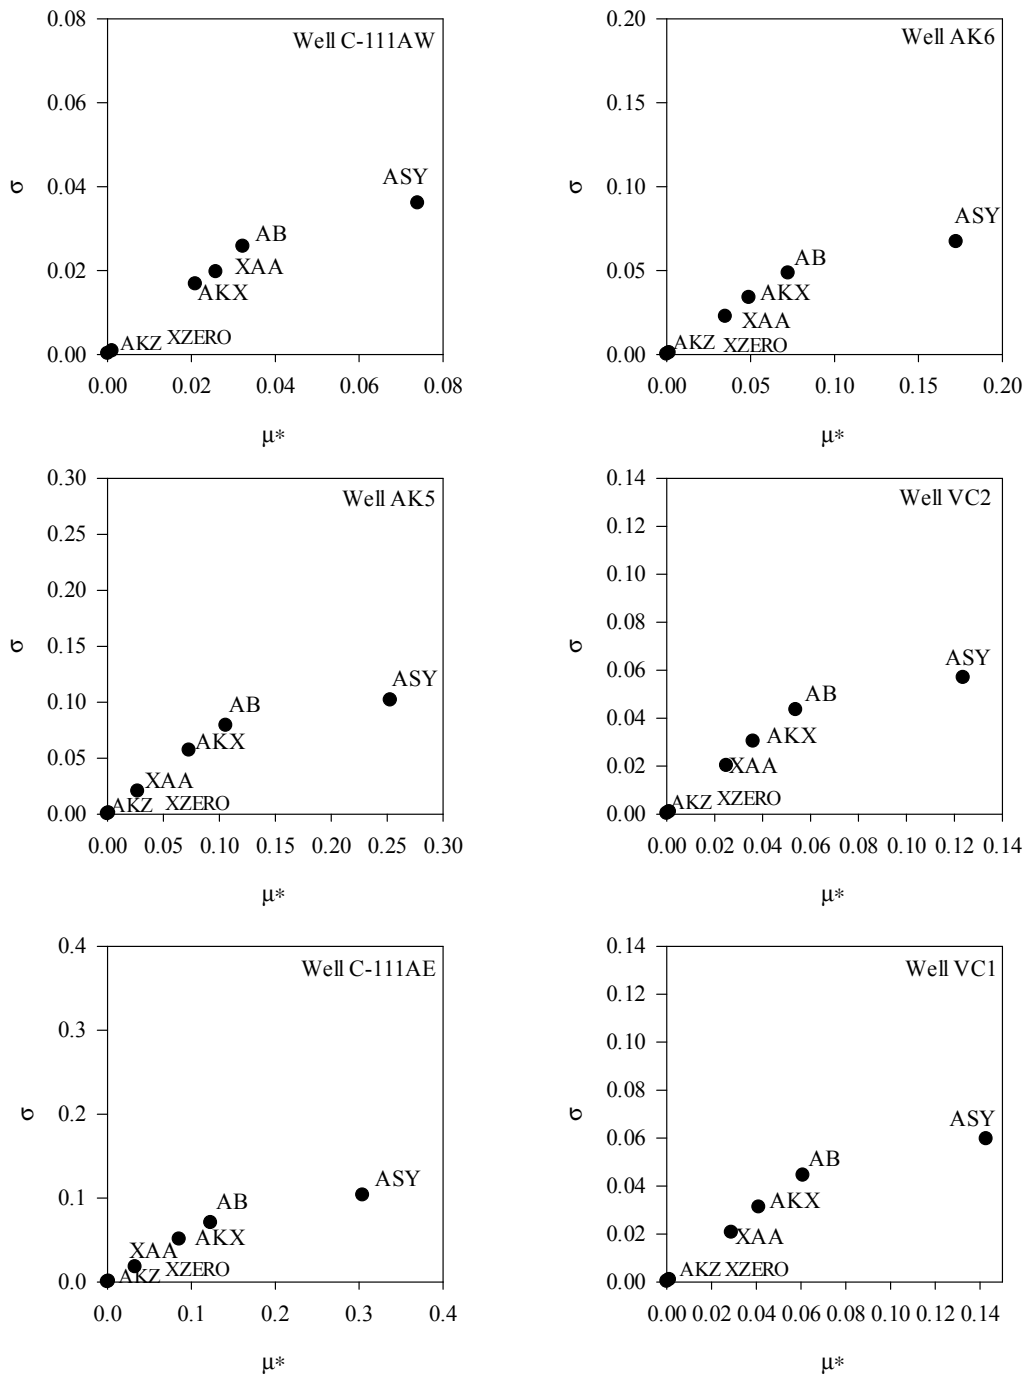 Well C-111AW
0.08
0.06
0.04
0.02
0.00
σ
ASY
AB
XAA
AKX
AKZ XZERO
0.00 0.02 0.04 0.06 0.08
μ*
Well AK6
0.20
0.15
0.10
0.05
0.00
σ
ASY
AB
AKX
XAA
AKZ XZERO
0.00 0.05 0.10 0.15 0.20
μ*
Well AK5
0.30
0.25
0.20
0.15
0.10
0.05
0.00
σ
ASY
AB
AKX
XAA
AKZ XZERO
0.00 0.05 0.10 0.15 0.20 0.25 0.30
μ*
Well VC2
0.14
0.12
0.10
0.08
0.06
0.04
0.02
0.00
σ
ASY
AB
AKX
XAA
AKZ XZERO
0.00 0.02 0.04 0.06 0.08 0.10 0.12 0.14
μ*
Well C-111AE
0.4
0.3
0.2
0.1
0.0
σ
ASY
AB
AKX
XAA
AKZ XZERO
0.0 0.1 0.2 0.3 0.4
μ*
Well VC1
0.14
0.12
0.10
0.08
0.06
0.04
0.02
0.00
σ
ASY
AB
AKX
XAA
AKZ XZERO
0.00 0.02 0.04 0.06 0.08 0.10 0.12 0.14
μ*